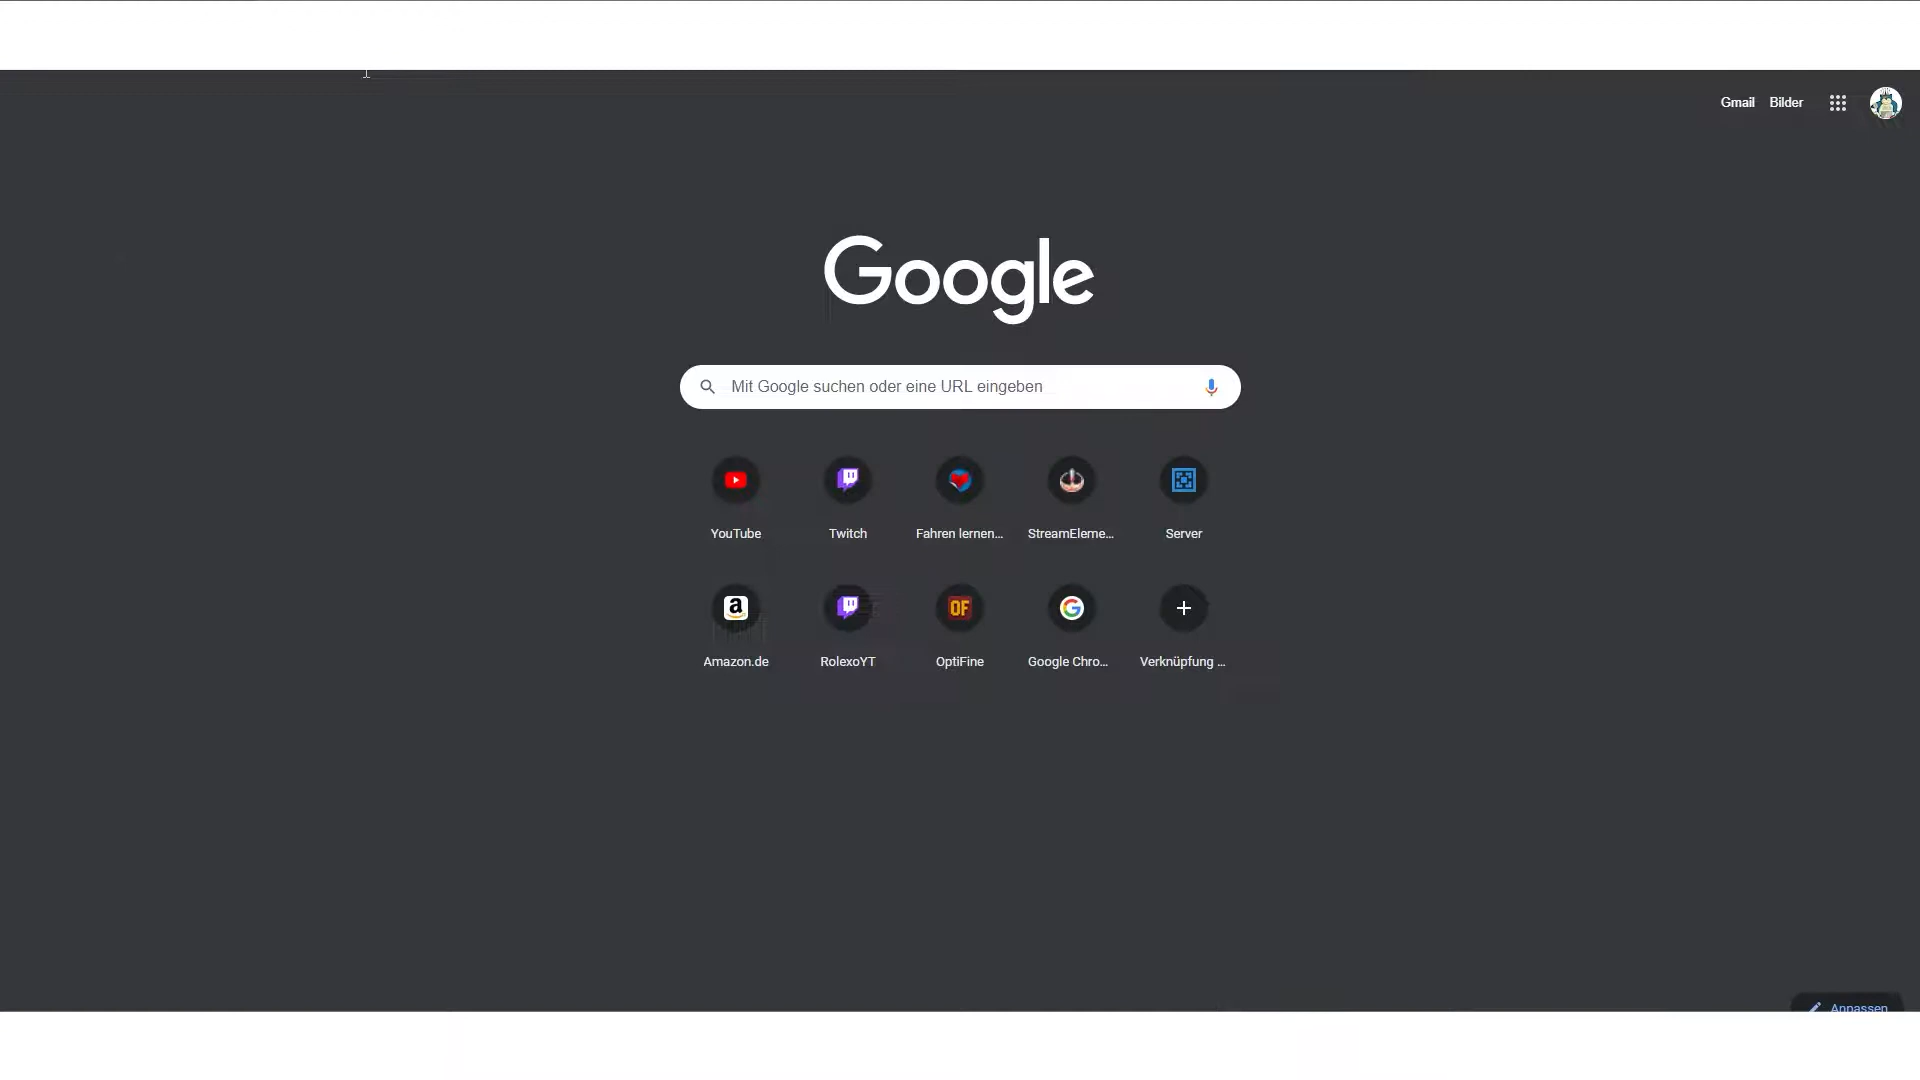 Gmail Bilder
Google
Mit Google suchen oder eine URL eingeben
YouTube Twitch Fahren lernen... StreamEleme... Server
a OF G
Amazon.de RolexoYT OptiFine Google Chro... Verknüpfung ...
Anpassen